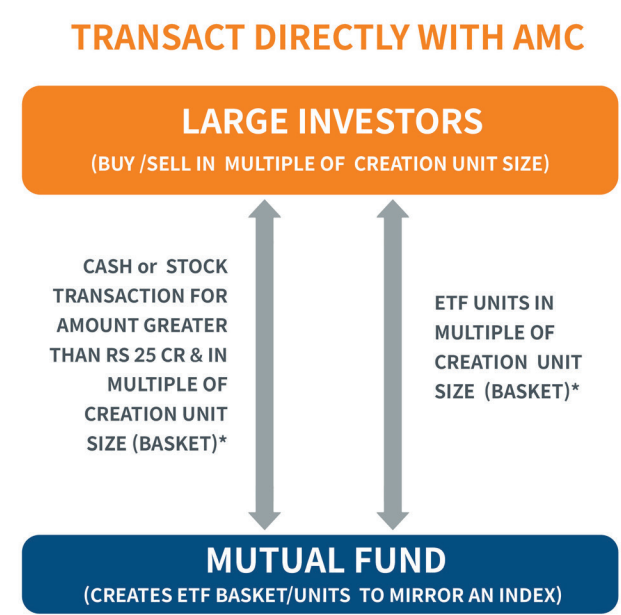 TRANSACT DIRECTLY WITH AMC
LARGE INVESTORS
(BUY /SELL IN MULTIPLE OF CREATION UNIT SIZE)
CASH or STOCK
TRANSACTION FOR
AMOUNT GREATER
THAN RS 25 CR & IN
MULTIPLE OF
CREATION UNIT
SIZE (BASKET)*
ETF UNITS IN
MULTIPLE OF
CREATION UNIT
SIZE (BASKET)*
MUTUAL FUND
(CREATES ETF BASKET/UNITS TO MIRROR AN INDEX)